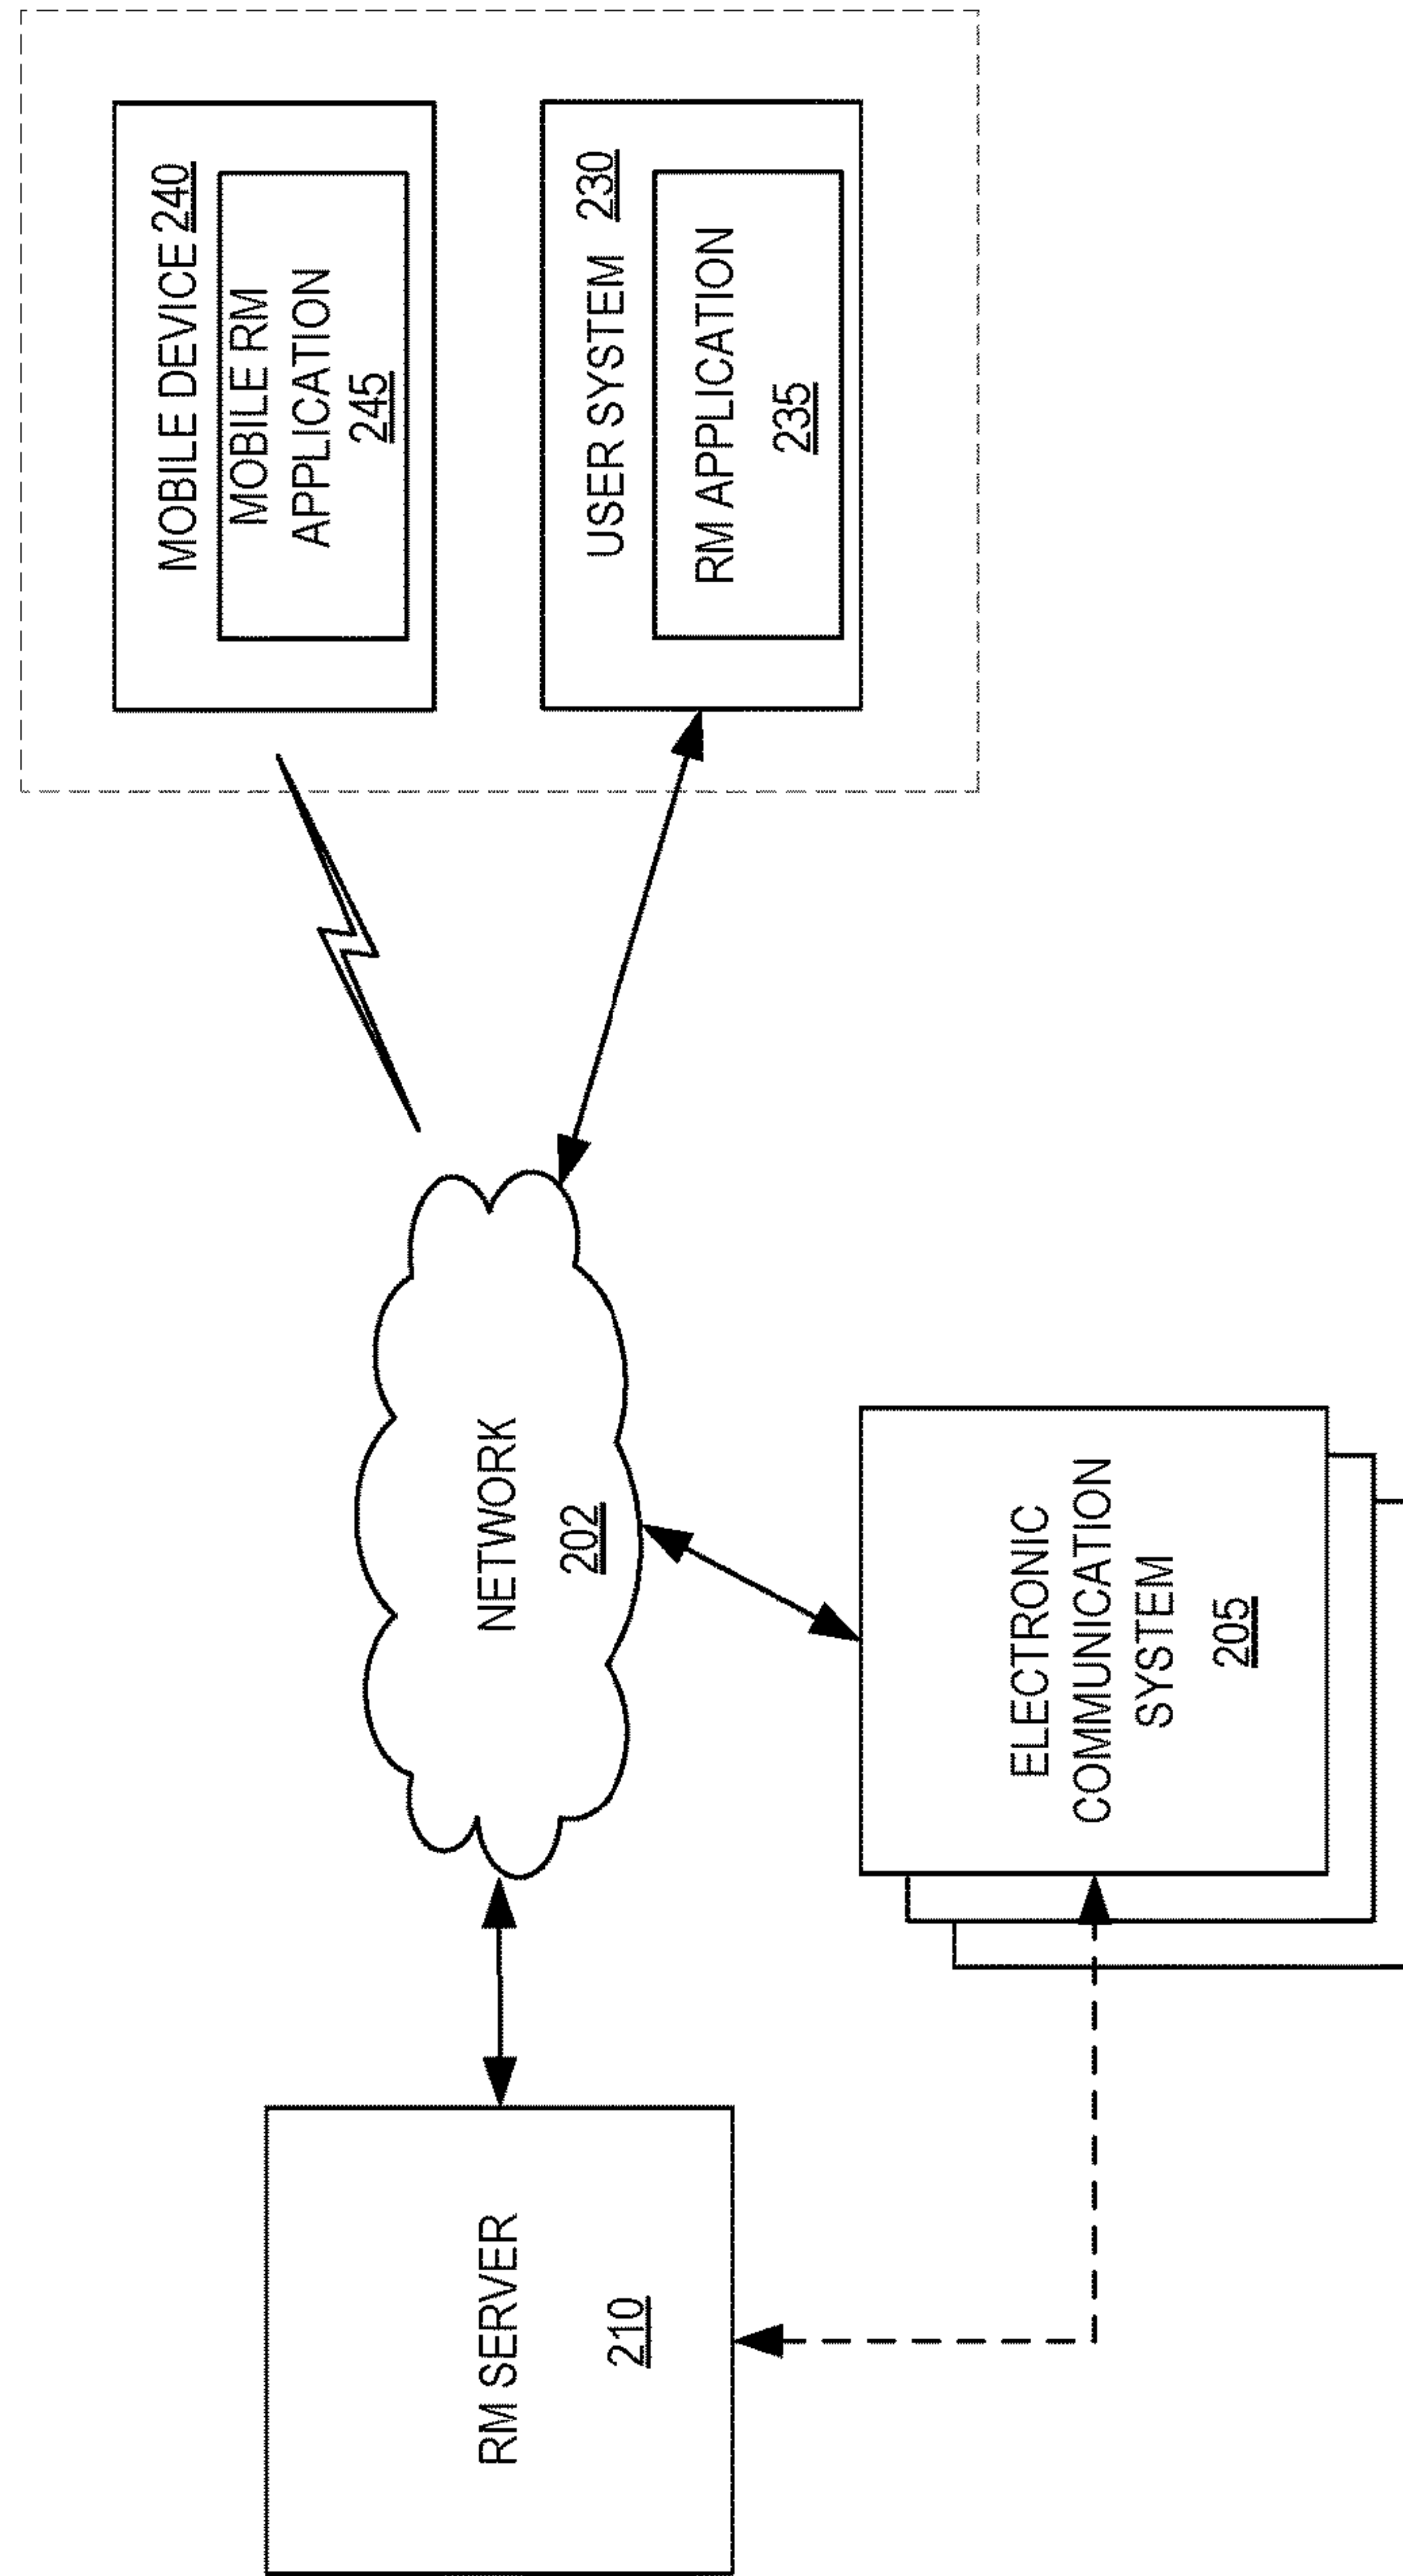 MOBILE DEVICE 240
MOBILE RM
APPLICATION
245
USER SYSTEM 230
RM APPLICATION
235
NETWORK
202
RM SERVER
210
ELECTRONIC
COMMUNICATION
SYSTEM
205